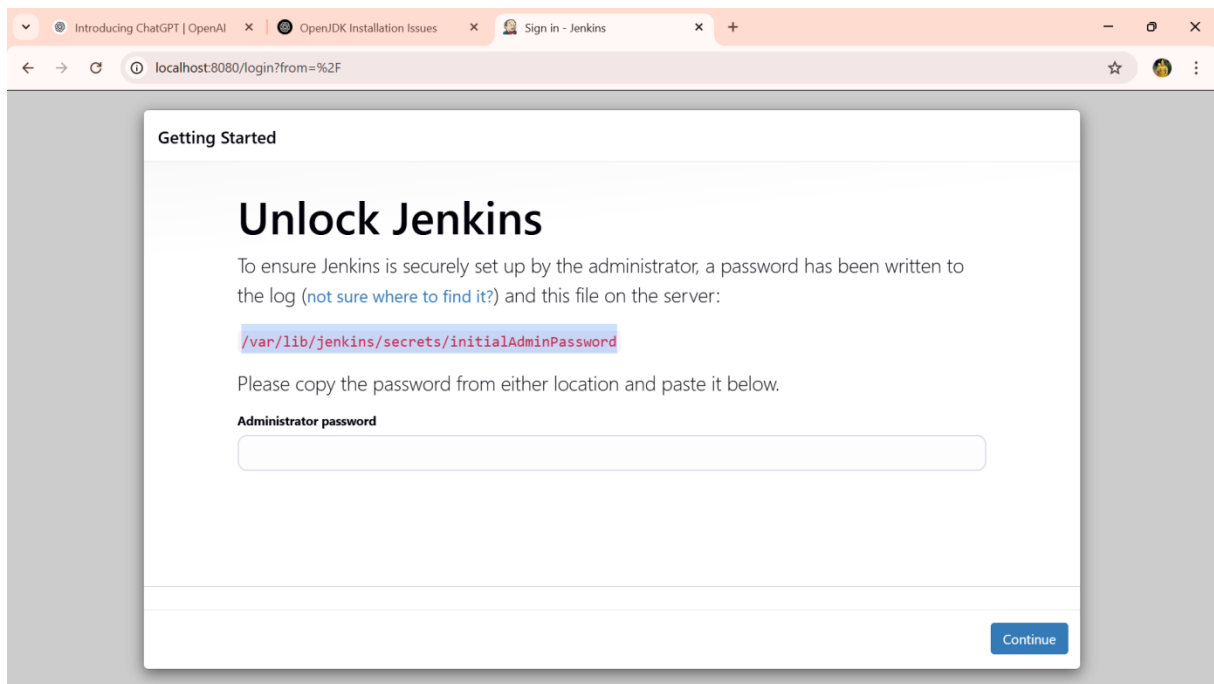 Introducing ChatGPT | OpenAI
OpenJDK Installation Issues
Sign in - Jenkins
localhost:8080/login?from=%2F
Getting Started
Unlock Jenkins
To ensure Jenkins is securely set up by the administrator, a password has been written to
the log (not sure where to find it?) and this file on the server:
/var/lib/jenkins/secrets/initialAdminPassword
Please copy the password from either location and paste it below.
Administrator password
Continue